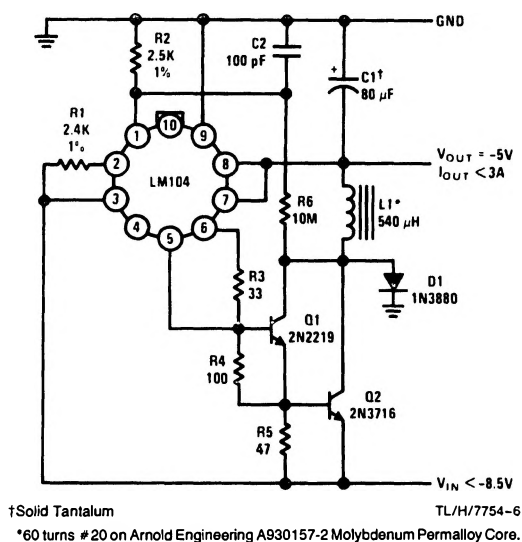 GND
R2
2.5K
1%
C2
100 pF
+
C1†
80 μF
R1
2.4K
1%
1
10
9
2
8
LM104
3
7
4
5
6
VOUT = −5V
IOUT < 3A
R6
10M
L1*
540 μH
R3
33
D1
1N3880
Q1
2N2219
R4
100
Q2
2N3716
R5
47
VIN < −8.5V
†Solid Tantalum
TL/H/7754–6
*60 turns #20 on Arnold Engineering A930157-2 Molybdenum Permalloy Core.